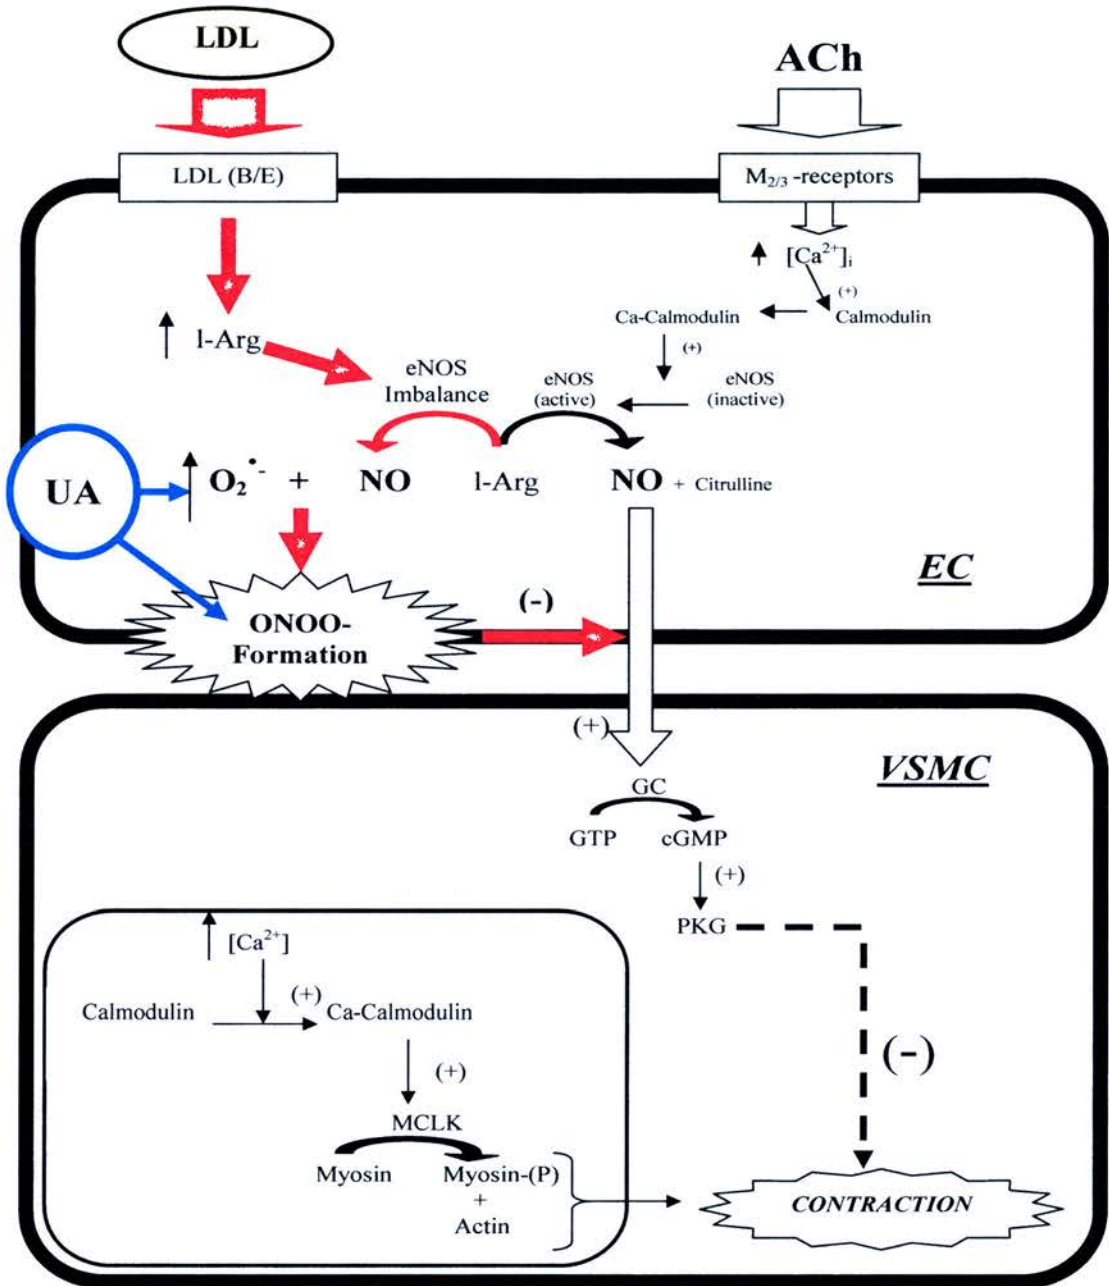 LDL
ACh
LDL (B/E)
M₂/₃ -receptors
[Ca²⁺]ᵢ
(+)
Ca-Calmodulin
Calmodulin
l-Arg
(+)
eNOS
Imbalance
eNOS
(active)
eNOS
(inactive)
UA
O₂•- + NO
l-Arg
NO + Citrulline
EC
(-)
ONOO-
Formation
(+)
VSMC
GC
GTP
cGMP
(+)
PKG
[Ca²⁺]
(+)
Calmodulin
Ca-Calmodulin
(-)
(+)
MCLK
Myosin
Myosin-(P)
+
Actin
CONTRACTION